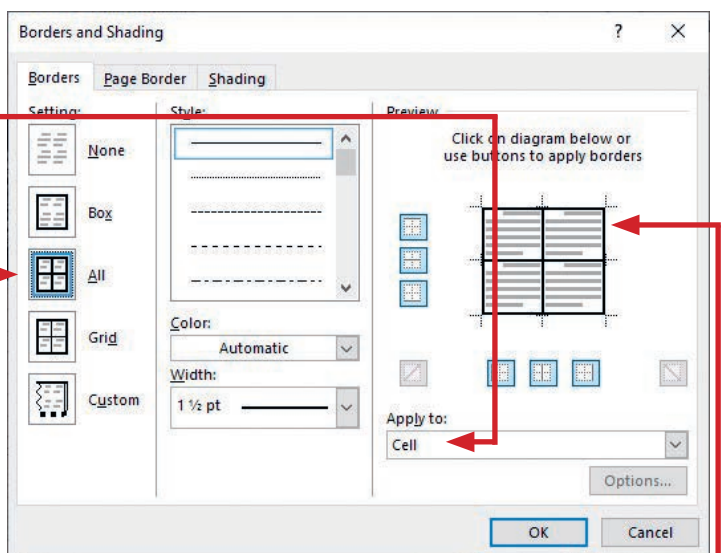 Borders and Shading ? ×
Borders Page Border Shading
Setting:
None
Box
All
Grid
Custom
Style:
Color:
Automatic
Width:
1 ½ pt
Preview
Click on diagram below or
use buttons to apply borders
Apply to:
Cell
Options...
OK Cancel